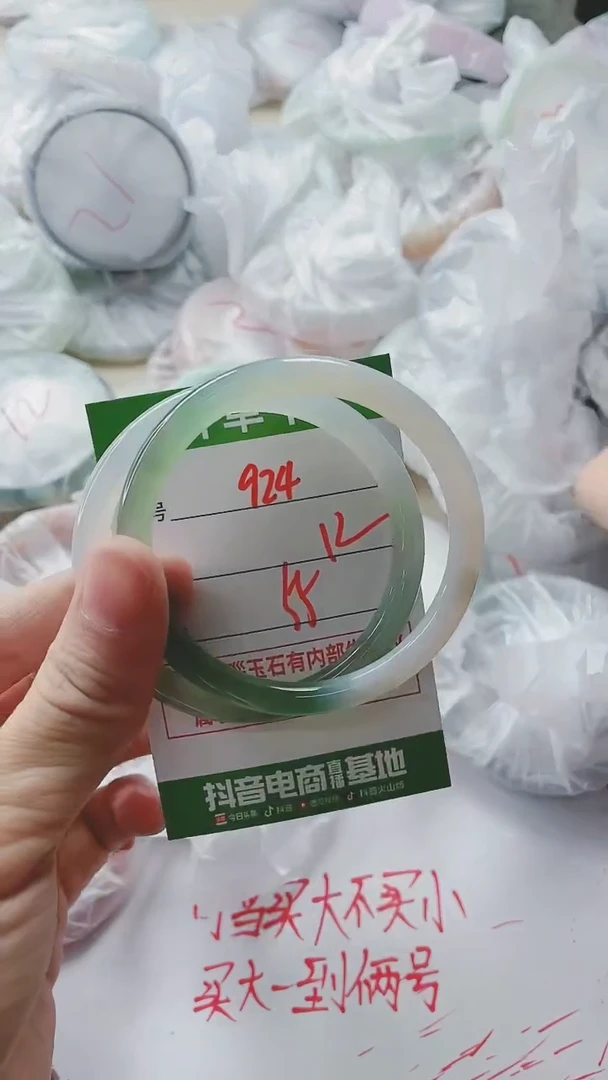 924
号
12
55
玉石有内部
抖音电商直播基地
今日头条 抖音 抖音火山版
当买大不买小
买大一到俩号
12